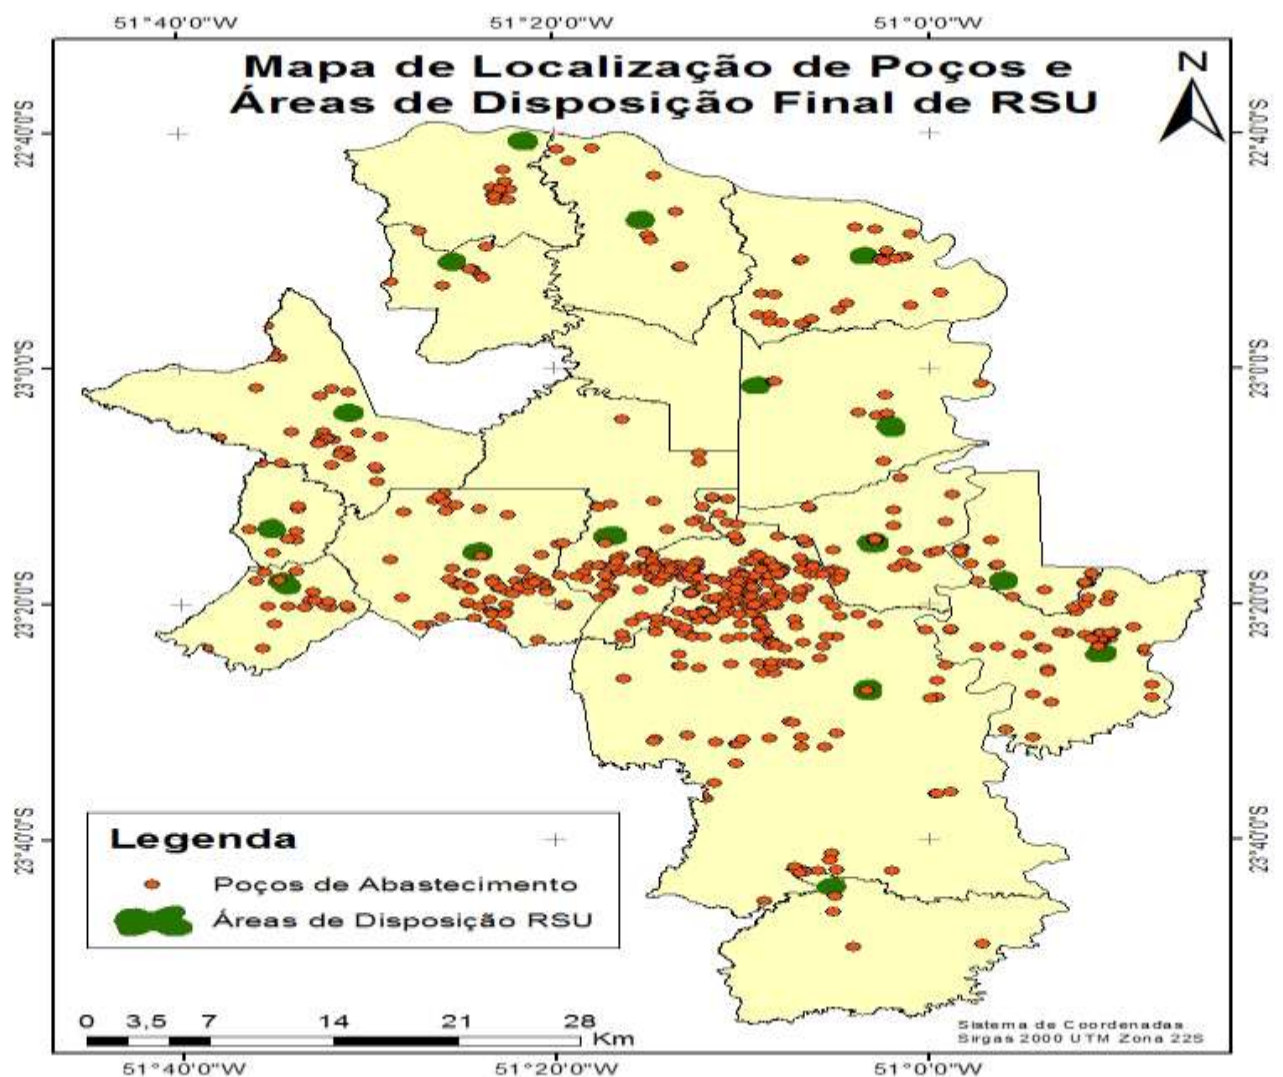 51°40'0"W 51°20'0"W 51°0'0"W
Mapa de Localização de Poços e
Áreas de Disposição Final de RSU
N
22°40'0"S 22°40'0"S
23°0'0"S 23°0'0"S
23°20'0"S 23°20'0"S
23°40'0"S 23°40'0"S
Legenda
Poços de Abastecimento
Áreas de Disposição RSU
0 3,5 7 14 21 28
Km
Sistema de Coordenadas
Sirgas 2000 UTM Zona 22S
51°40'0"W 51°20'0"W 51°0'0"W